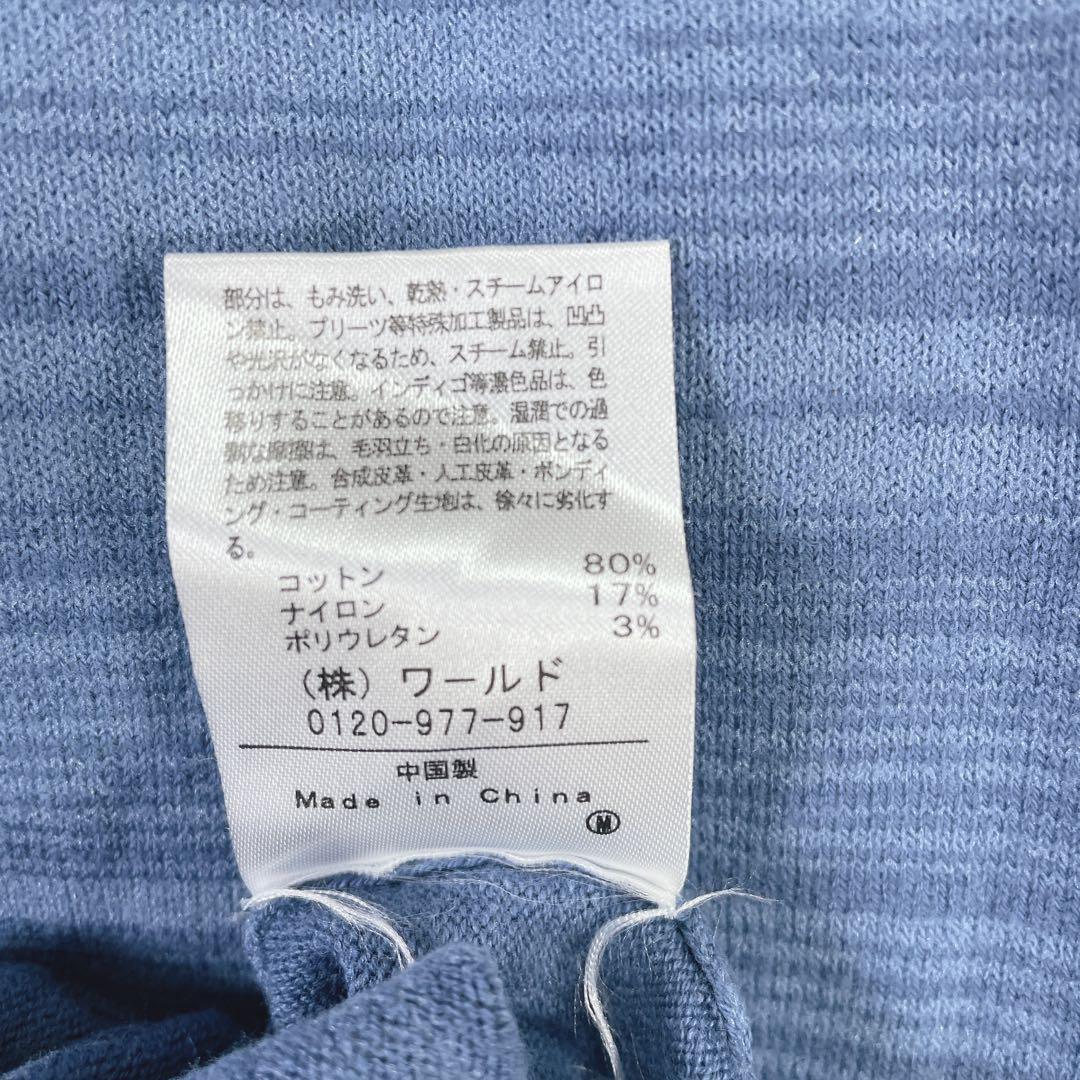 部分は、もみ洗い、乾熱・スチームアイロ
ン禁止。プリーツ等特殊加工製品は、凹凸
や光沢がなくなるため、スチーム禁止。引
っかけに注意。インディゴ等濃色品は、色
移りすることがあるので注意。湿潤での過
剰な摩擦は、毛羽立ち・白化の原因となる
ため注意。合成皮革・人工皮革・ボンディ
ング・コーティング生地は、徐々に劣化す
る。
コットン 80%
ナイロン 17%
ポリウレタン 3%
(株) ワールド
0120-977-917
中国製
Made in China
M